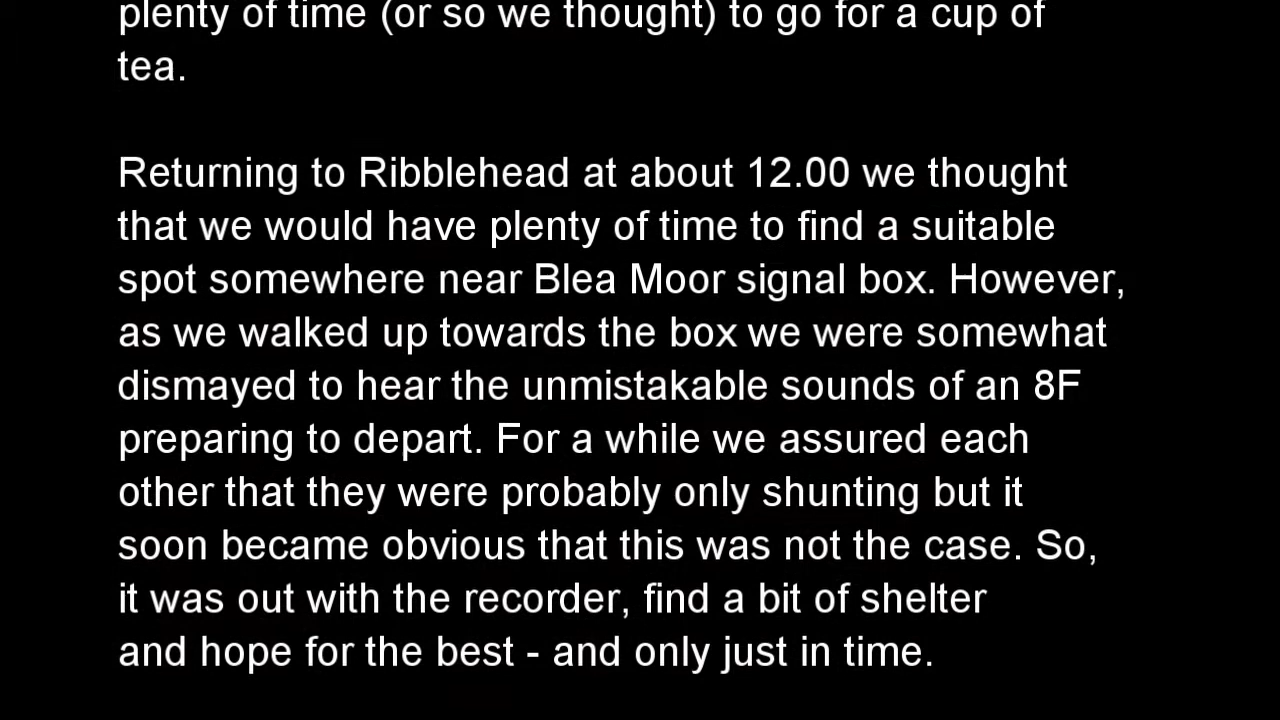 plenty of time (or so we thought) to go for a cup of
tea.
Returning to Ribblehead at about 12.00 we thought
that we would have plenty of time to find a suitable
spot somewhere near Blea Moor signal box. However,
as we walked up towards the box we were somewhat
dismayed to hear the unmistakable sounds of an 8F
preparing to depart. For a while we assured each
other that they were probably only shunting but it
soon became obvious that this was not the case. So,
it was out with the recorder, find a bit of shelter
and hope for the best - and only just in time.